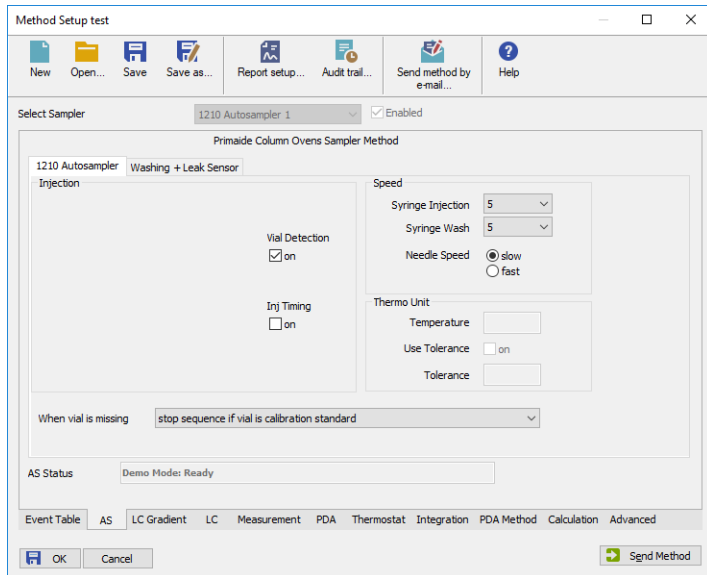 Method Setup test
New
Open...
Save
Save as...
Report setup...
Audit trail...
Send method by
e-mail...
Help
Select Sampler
1210 Autosampler 1
Enabled
Primaide Column Ovens Sampler Method
1210 Autosampler
Washing + Leak Sensor
Injection
Vial Detection
on
Inj Timing
on
Speed
Syringe Injection 5
Syringe Wash 5
Needle Speed slow
fast
Thermo Unit
Temperature
Use Tolerance on
Tolerance
When vial is missing stop sequence if vial is calibration standard
AS Status Demo Mode: Ready
Event Table AS LC Gradient LC Measurement PDA Thermostat Integration PDA Method Calculation Advanced
OK Cancel Send Method